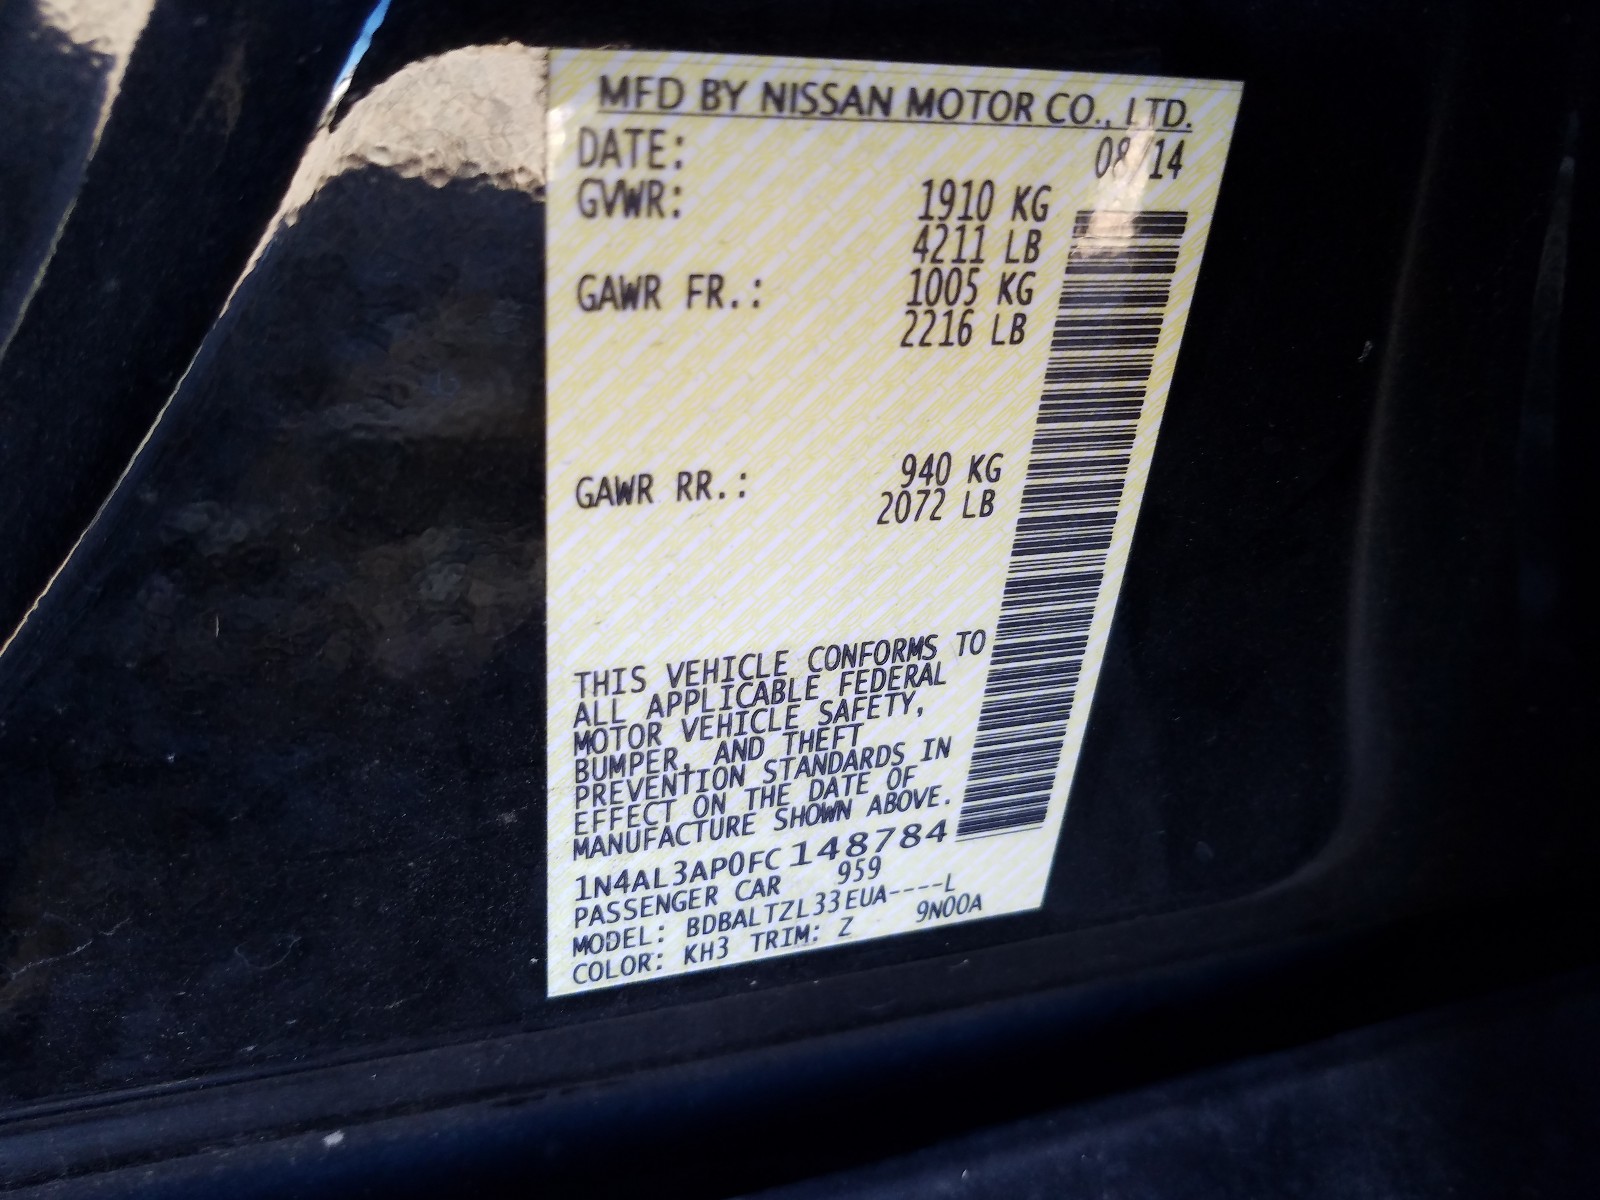 MFD BY NISSAN MOTOR CO., LTD.
DATE: 08/14
GVWR: 1910 KG
4211 LB
GAWR FR.: 1005 KG
2216 LB
GAWR RR.: 940 KG
2072 LB
THIS VEHICLE CONFORMS TO
ALL APPLICABLE FEDERAL
MOTOR VEHICLE SAFETY,
BUMPER, AND THEFT
PREVENTION STANDARDS IN
EFFECT ON THE DATE OF
MANUFACTURE SHOWN ABOVE.
1N4AL3AP0FC148784
PASSENGER CAR 959
MODEL: BDBALTZL33EUA----L
COLOR: KH3 TRIM: Z 9N00A